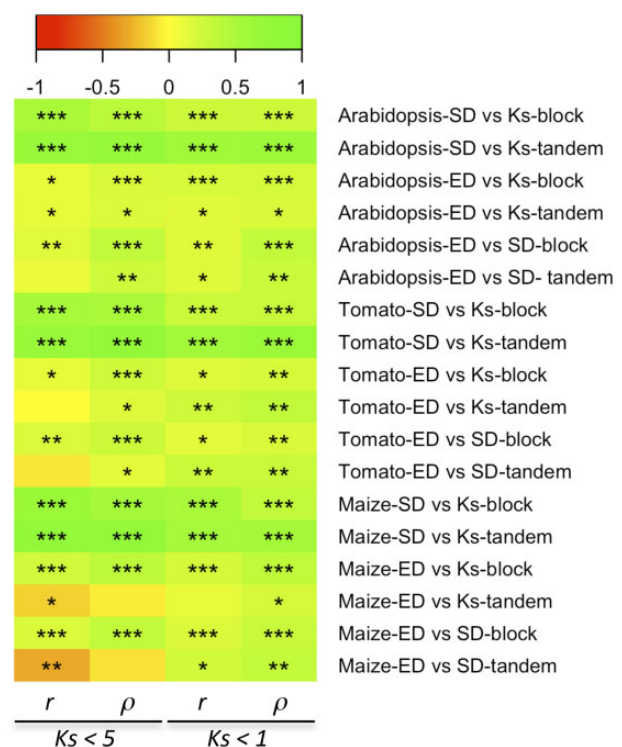 -1 -0.5 0 0.5 1
*** *** *** *** Arabidopsis-SD vs Ks-block
*** *** *** *** Arabidopsis-SD vs Ks-tandem
* *** *** *** Arabidopsis-ED vs Ks-block
* * * * Arabidopsis-ED vs Ks-tandem
** *** ** *** Arabidopsis-ED vs SD-block
** * ** Arabidopsis-ED vs SD- tandem
*** *** *** *** Tomato-SD vs Ks-block
*** *** *** *** Tomato-SD vs Ks-tandem
* *** * ** Tomato-ED vs Ks-block
* ** ** Tomato-ED vs Ks-tandem
** *** * ** Tomato-ED vs SD-block
* ** ** Tomato-ED vs SD-tandem
*** *** *** *** Maize-SD vs Ks-block
*** *** *** *** Maize-SD vs Ks-tandem
*** *** *** *** Maize-ED vs Ks-block
* * Maize-ED vs Ks-tandem
*** *** *** *** Maize-ED vs SD-block
** * ** Maize-ED vs SD-tandem
r ρ r ρ
Ks < 5 Ks < 1